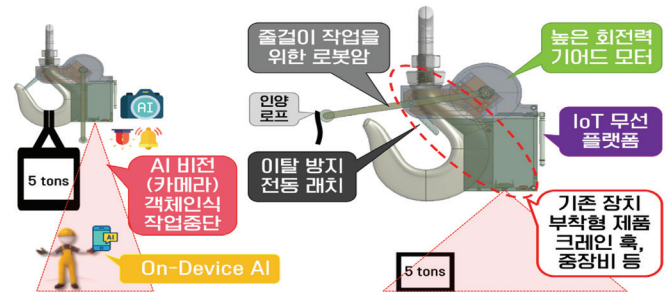 AI
5 tons
AI 비전
(카메라)
객체인식
작업중단
AI
On-Device AI
줄걸이 작업을
위한 로봇암
높은 회전력
기어드 모터
인양
로프
IoT 무선
플랫폼
이탈 방지
전동 래치
기존 장치
부착형 제품
크레인 훅,
중장비 등
5 tons